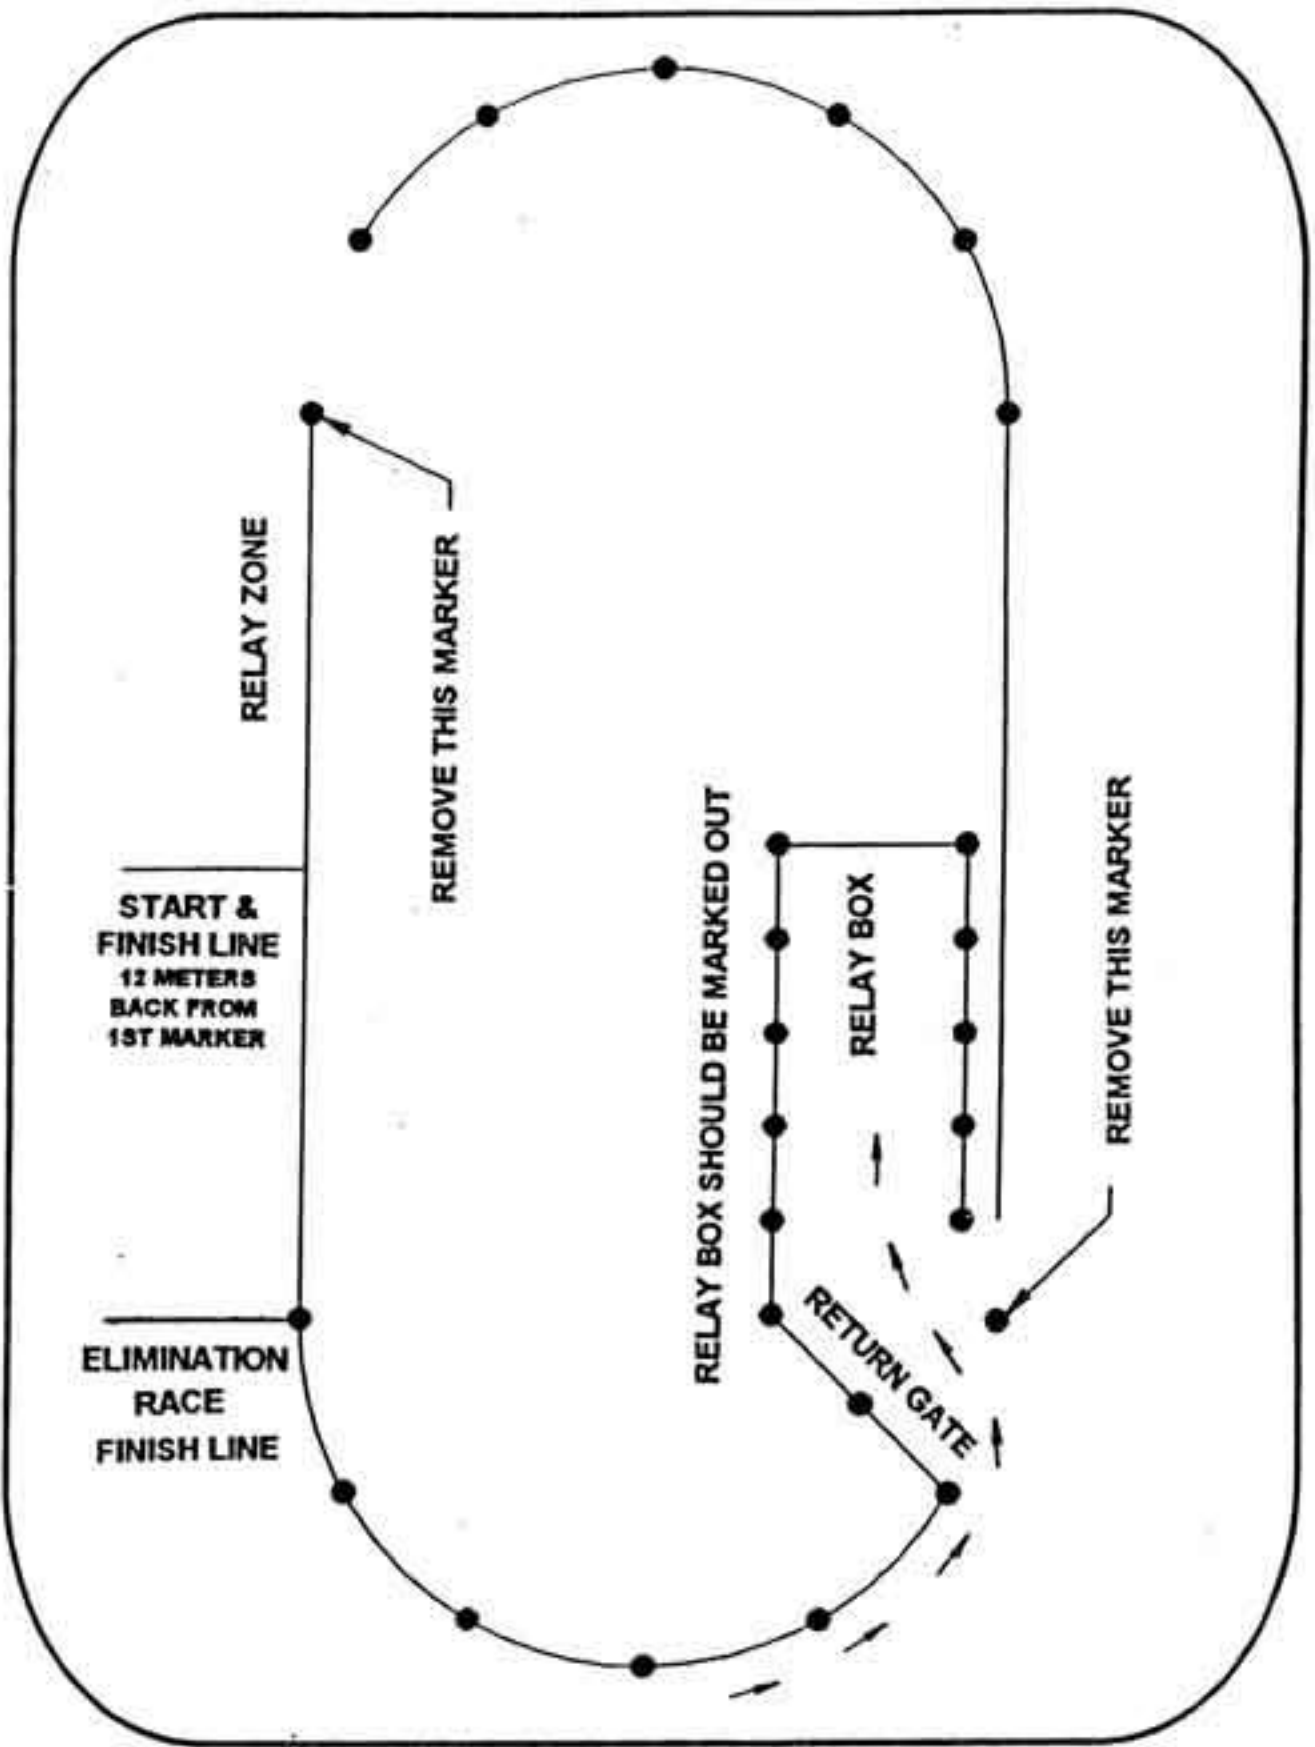 RELAY ZONE
REMOVE THIS MARKER
START &
FINISH LINE
12 METERS
BACK FROM
1ST MARKER
RELAY BOX SHOULD BE MARKED OUT
RELAY BOX
REMOVE THIS MARKER
RETURN GATE
ELIMINATION
RACE
FINISH LINE